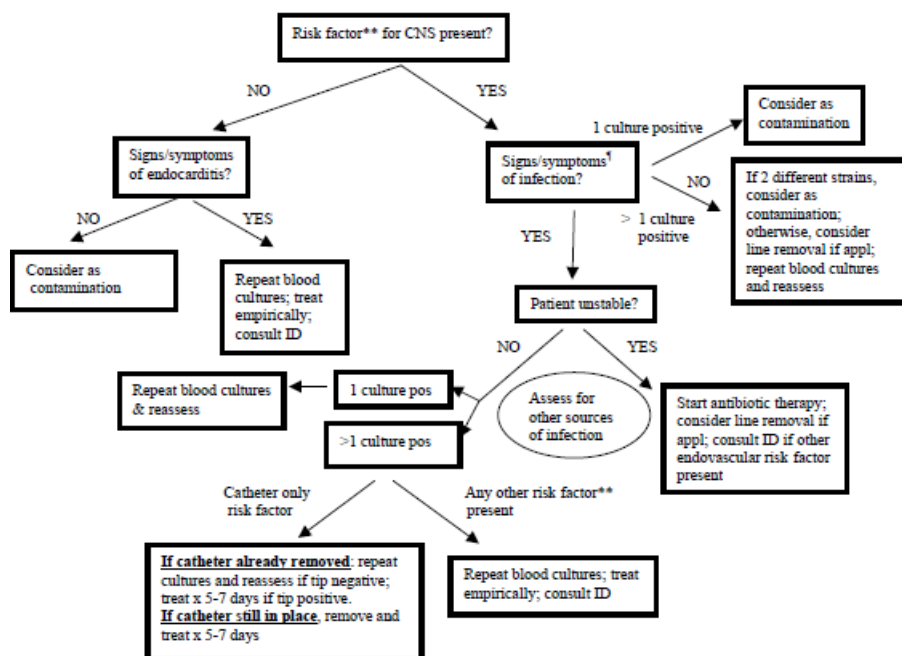 Risk factor** for CNS present?
NO
YES
1 culture positive
Consider as
contamination
Signs/symptoms
of endocarditis?
Signs/symptoms¶
of infection?
NO
> 1 culture
positive
If 2 different strains,
consider as
contamination;
otherwise, consider
line removal if appl;
repeat blood cultures
and reassess
NO
YES
YES
Consider as
contamination
Repeat blood
cultures; treat
empirically;
consult ID
Patient unstable?
NO
YES
Repeat blood cultures
& reassess
1 culture pos
>1 culture pos
Assess for
other sources
of infection
Start antibiotic therapy;
consider line removal if
appl; consult ID if other
endovascular risk factor
present
Catheter only
risk factor
Any other risk factor**
present
If catheter already removed: repeat
cultures and reassess if tip negative;
treat x 5-7 days if tip positive.
If catheter still in place, remove and
treat x 5-7 days
Repeat blood cultures; treat
empirically; consult ID